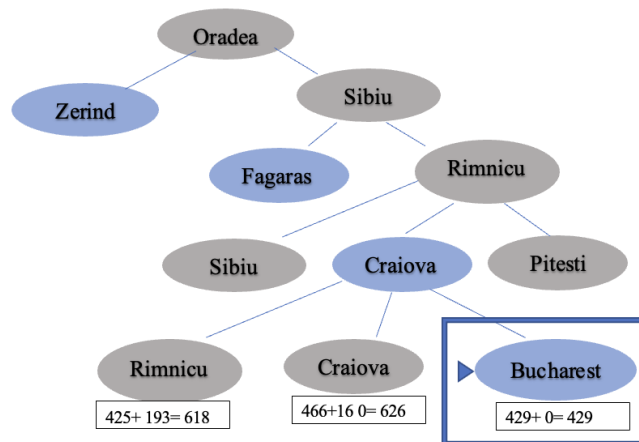 Oradea
Zerind
Sibiu
Fagaras
Rimnicu
Sibiu
Craiova
Pitesti
Rimnicu
Craiova
Bucharest
425+ 193= 618
466+16 0= 626
429+ 0= 429